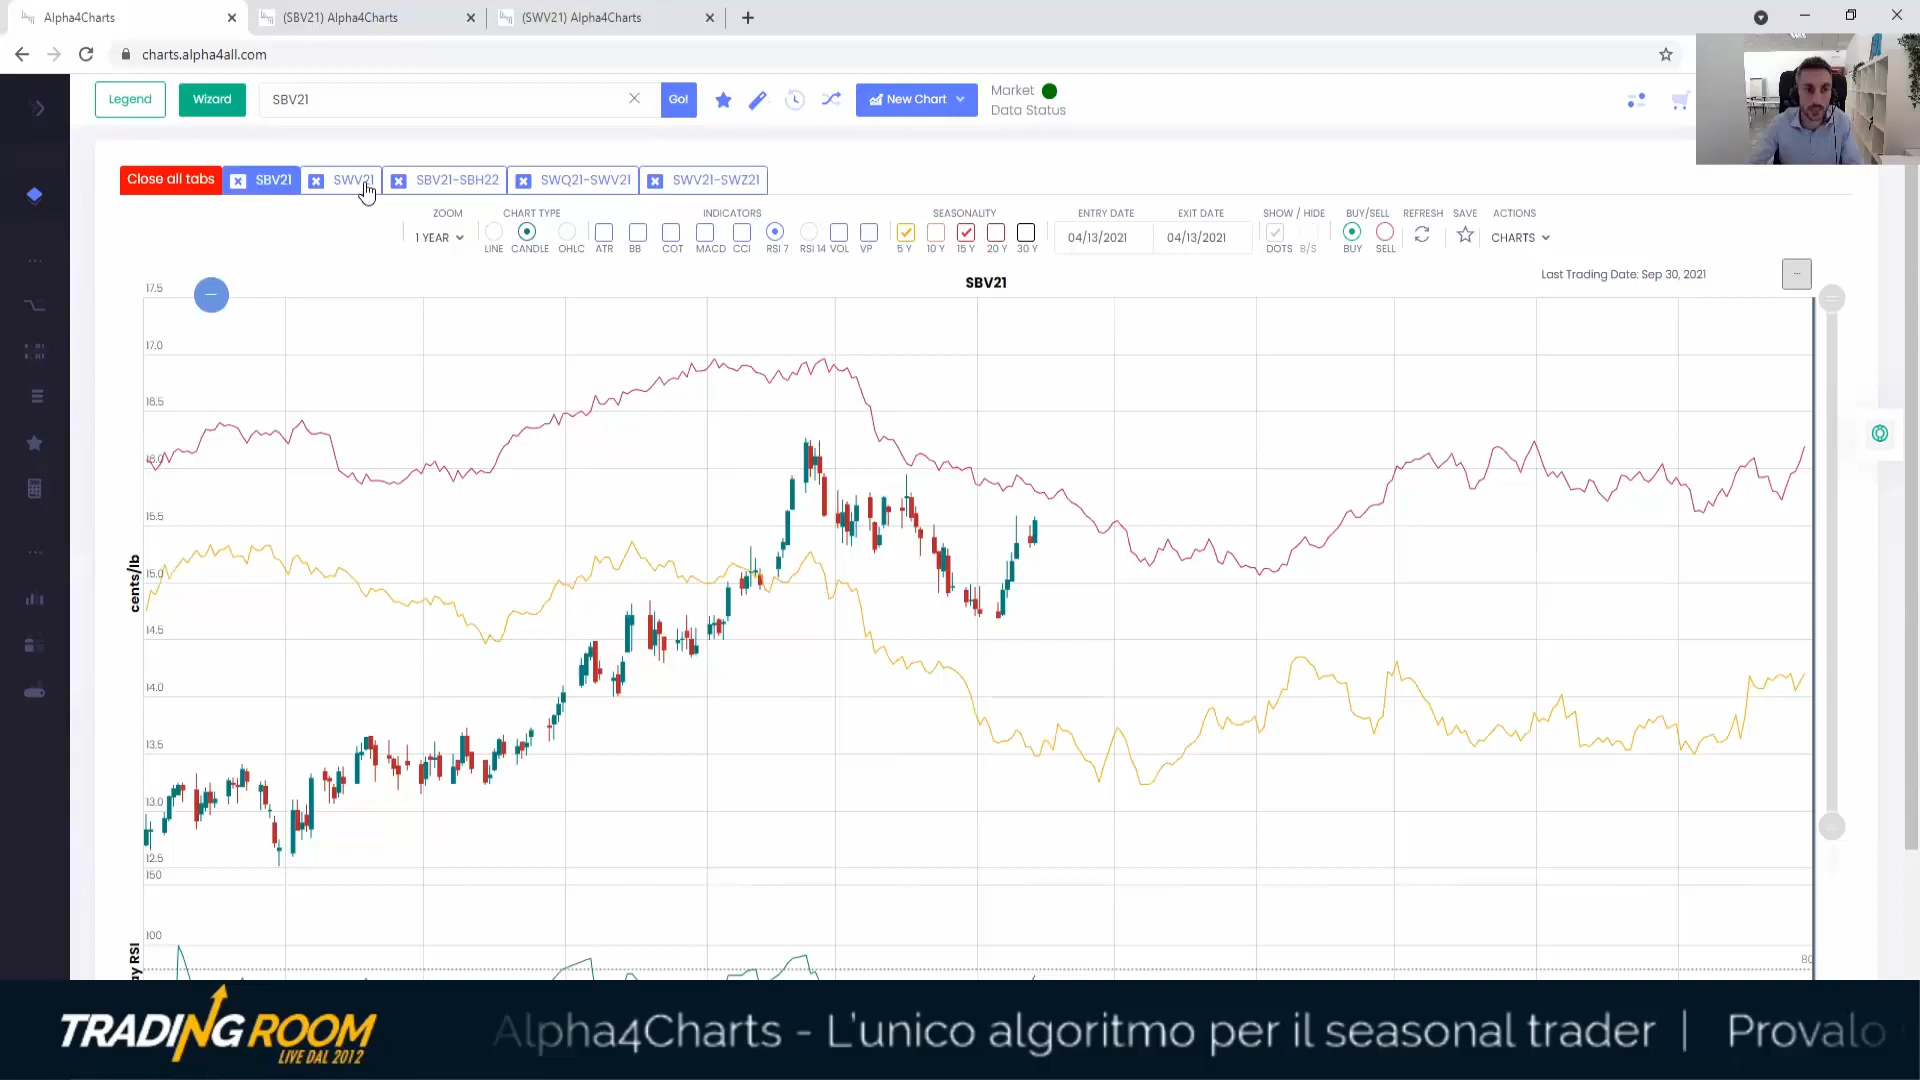 Alpha4Charts
(SBV21) Alpha4Charts
(SWV21) Alpha4Charts
charts.alpha4all.com
Legend
Wizard
SBV21
Go!
New Chart
Market
Data Status
Close all tabs
SBV21
SWV21
SBV21-SBH22
SWQ21-SWV21
SWV21-SWZ21
ZOOM
CHART TYPE
INDICATORS
SEASONALITY
ENTRY DATE
EXIT DATE
SHOW / HIDE
BUY/SELL
REFRESH
SAVE
ACTIONS
1 YEAR
04/13/2021
04/13/2021
CHARTS
LINE
CANDLE
OHLC
ATR
BB
COT
MACD
CCI
RSI 7
RSI 14
VOL
VP
5 Y
10 Y
15 Y
20 Y
30 Y
DOTS
B/S
BUY
SELL
SBV21
Last Trading Date: Sep 30, 2021
...
17.5
17.0
16.5
16.0
15.5
15.0
14.5
14.0
13.5
13.0
12.5
cents/lb
150
100
80
ay RSI
TRADING ROOM
LIVE DAL 2012
Alpha4Charts - L'unico algoritmo per il seasonal trader | Provalo